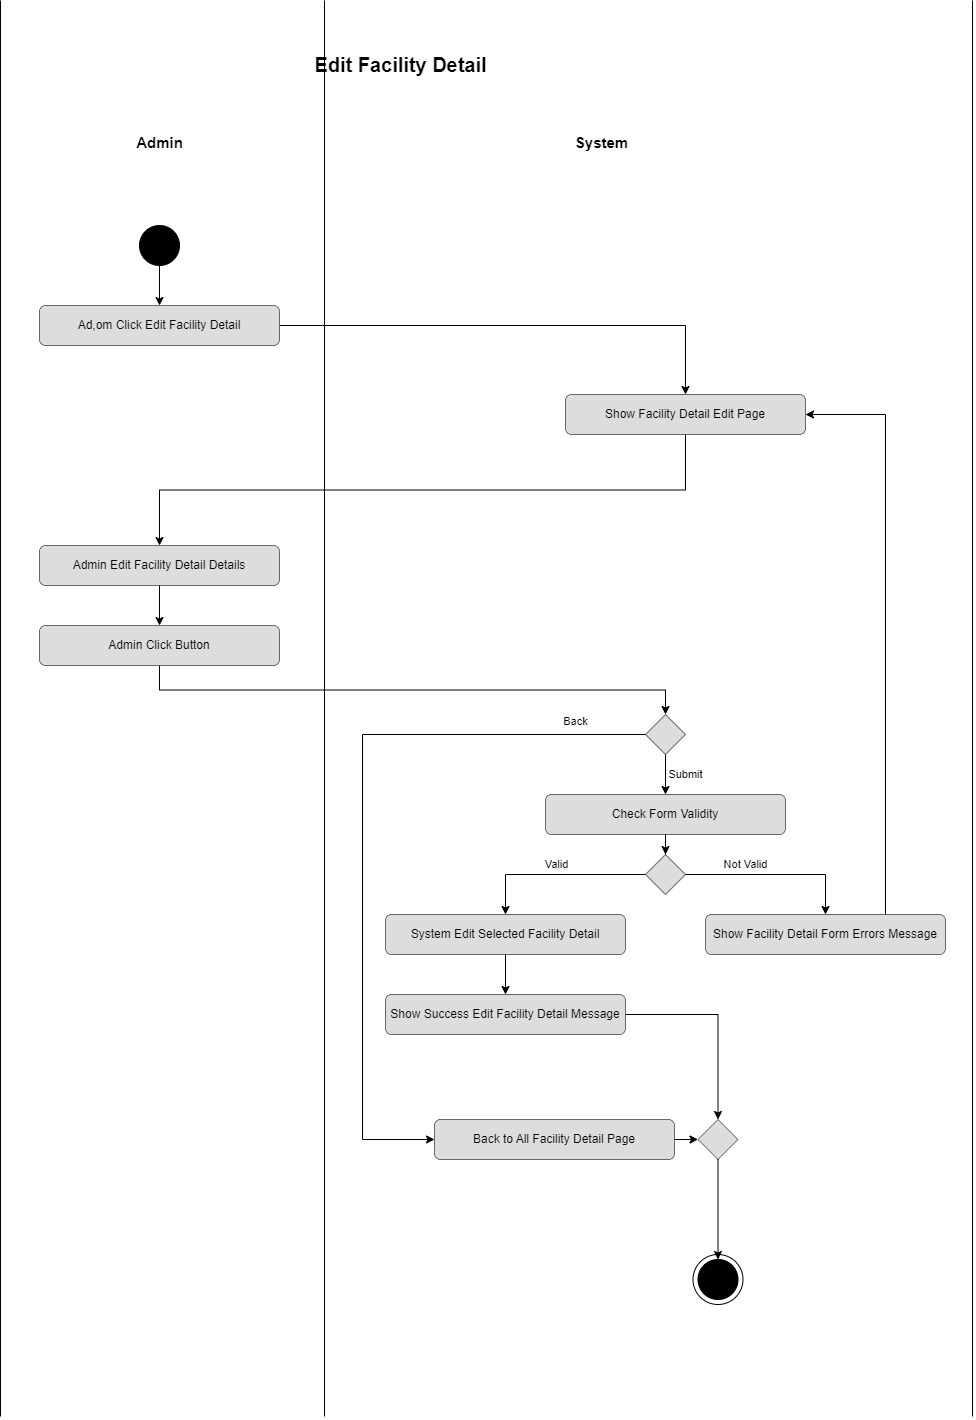 Edit Facility Detail
Admin
System
Ad,om Click Edit Facility Detail
Show Facility Detail Edit Page
Admin Edit Facility Detail Details
Admin Click Button
Back
Submit
Check Form Validity
Valid
Not Valid
System Edit Selected Facility Detail
Show Facility Detail Form Errors Message
Show Success Edit Facility Detail Message
Back to All Facility Detail Page